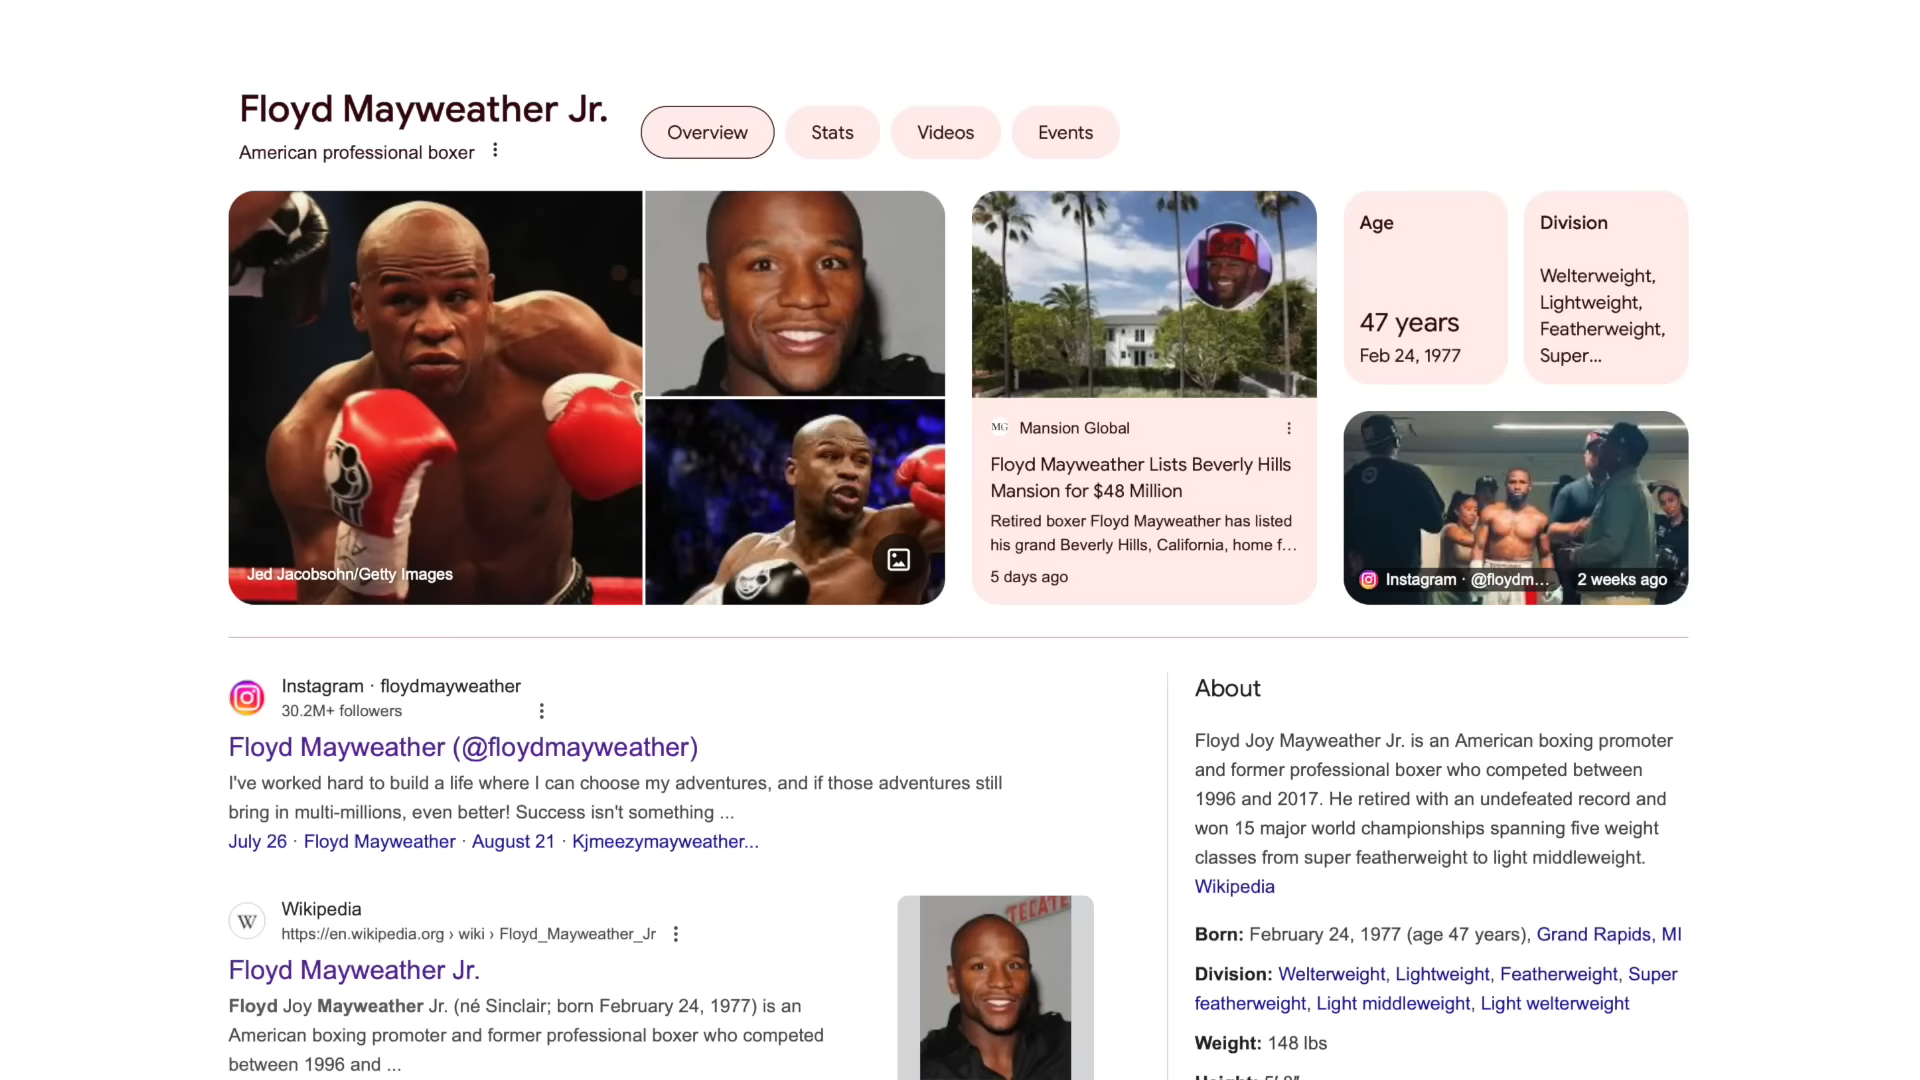 Floyd Mayweather Jr.
American professional boxer
Overview
Stats
Videos
Events
Jed Jacobsohn/Getty Images
MG Mansion Global
Floyd Mayweather Lists Beverly Hills
Mansion for $48 Million
Retired boxer Floyd Mayweather has listed
his grand Beverly Hills, California, home f...
5 days ago
Age
47 years
Feb 24, 1977
Division
Welterweight,
Lightweight,
Featherweight,
Super...
Instagram · @floydm... 2 weeks ago
Instagram · floydmayweather
30.2M+ followers
Floyd Mayweather (@floydmayweather)
I've worked hard to build a life where I can choose my adventures, and if those adventures still
bring in multi-millions, even better! Success isn't something ...
July 26 · Floyd Mayweather · August 21 · Kjmeezymayweather...
W
Wikipedia
https://en.wikipedia.org › wiki › Floyd_Mayweather_Jr
Floyd Mayweather Jr.
Floyd Joy Mayweather Jr. (né Sinclair; born February 24, 1977) is an
American boxing promoter and former professional boxer who competed
between 1996 and ...
TECATE
About
Floyd Joy Mayweather Jr. is an American boxing promoter
and former professional boxer who competed between
1996 and 2017. He retired with an undefeated record and
won 15 major world championships spanning five weight
classes from super featherweight to light middleweight.
Wikipedia
Born: February 24, 1977 (age 47 years), Grand Rapids, MI
Division: Welterweight, Lightweight, Featherweight, Super
featherweight, Light middleweight, Light welterweight
Weight: 148 lbs